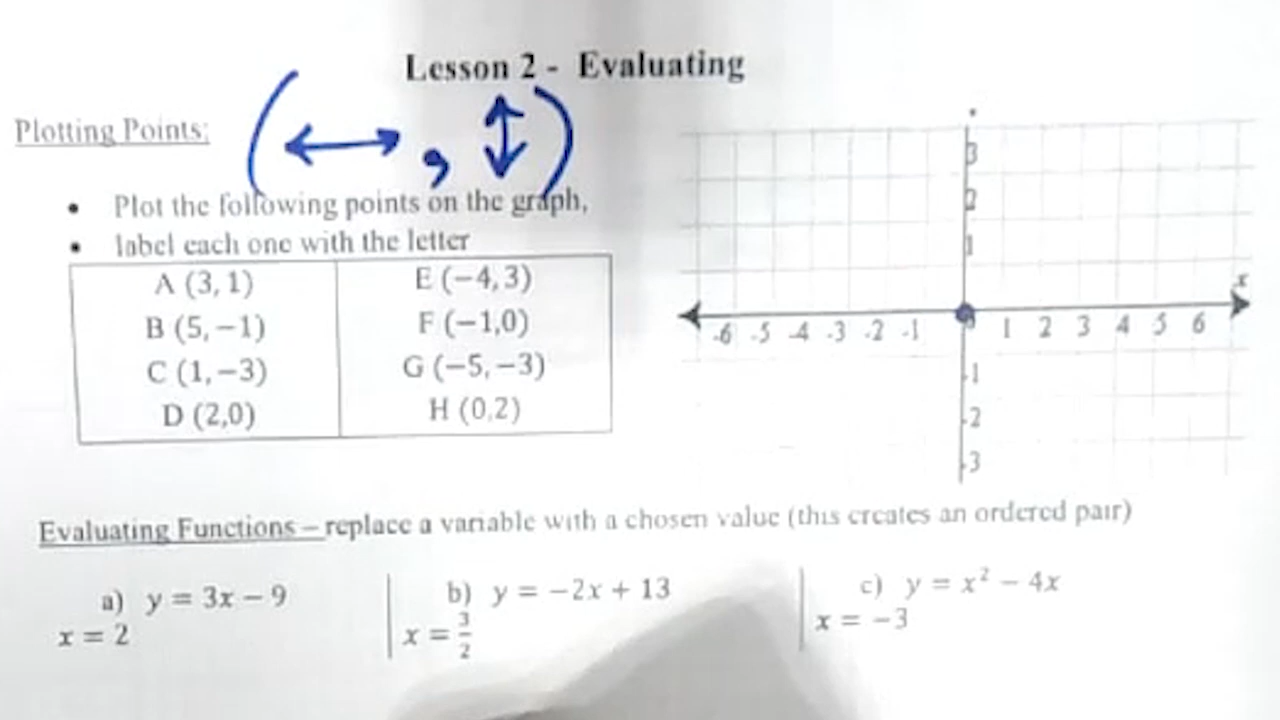 Lesson 2 - Evaluating
Plotting Points:
( ↔ , ↕ )
• Plot the following points on the graph,
• label each one with the letter
A (3, 1)
B (5, −1)
C (1, −3)
D (2,0)
E (−4, 3)
F (−1,0)
G (−5, −3)
H (0,2)
3
2
1
x
-6 -5 -4 -3 -2 -1 1 2 3 4 5 6
-1
-2
-3
Evaluating Functions – replace a variable with a chosen value (this creates an ordered pair)
a) y = 3x − 9
x = 2
b) y = −2x + 13
x = 3/2
c) y = x² − 4x
x = −3